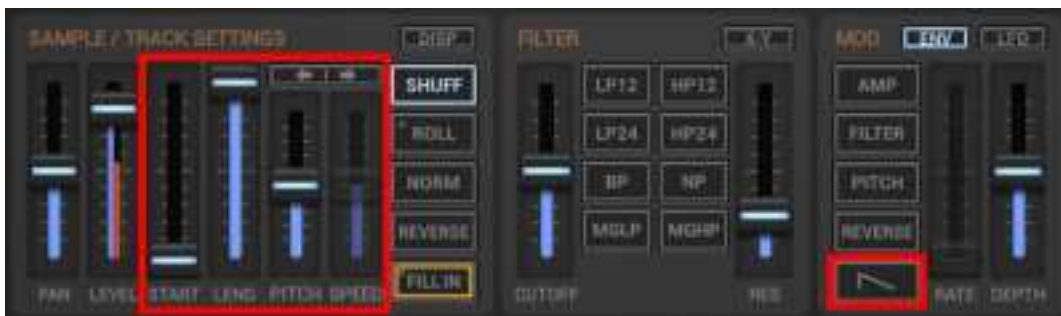 SAMPLE / TRACK SETTINGS DISP
SHUFF
ROLL
NORM
REVERSE
FILL IN
PAN LEVEL START LENG PITCH SPEED
FILTER X,Y
LP12 HP12
LP24 HP24
BP NP
MGLP MGHP
CUTOFF RES
MOD ENV LFO
AMP
FILTER
PITCH
REVERSE
RATE DEPTH